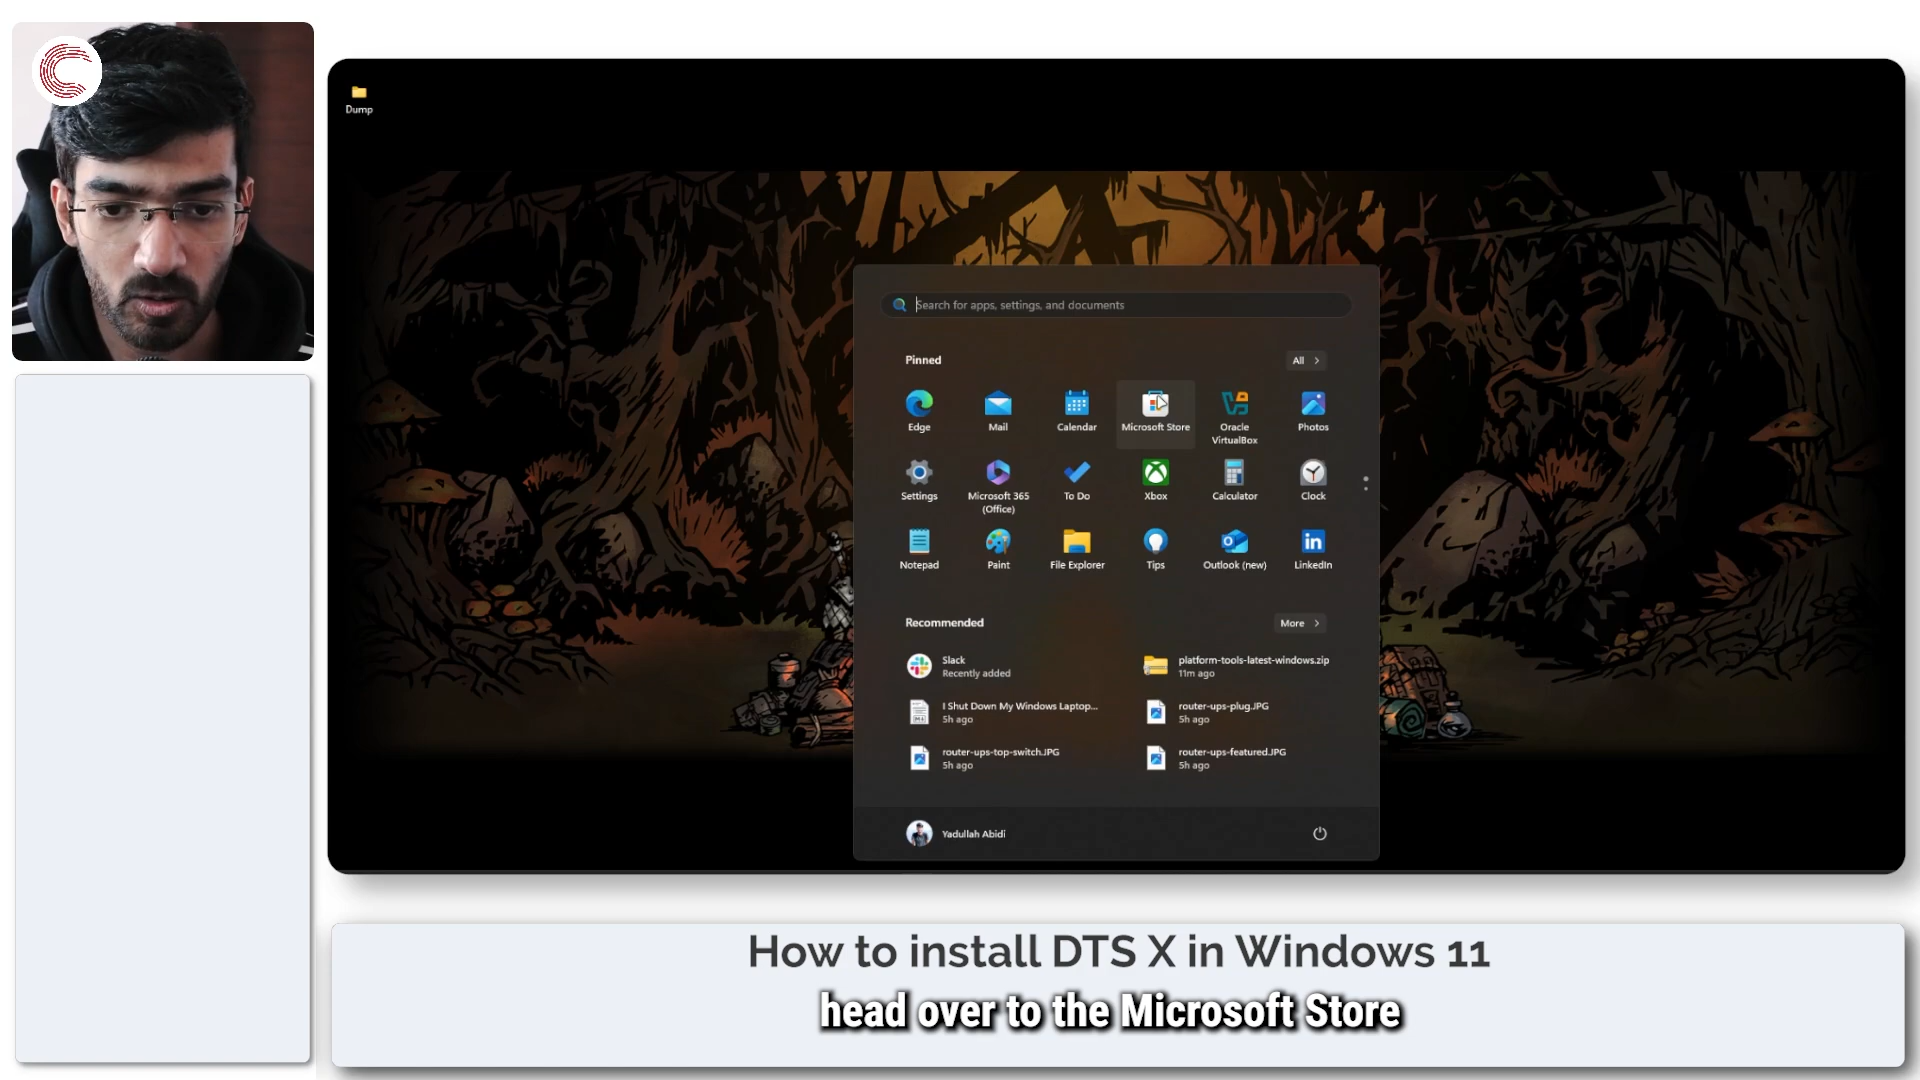 Dump
Search for apps, settings, and documents
Pinned
All
Edge
Mail
Calendar
Microsoft Store
Oracle
VirtualBox
Photos
Settings
Microsoft 365
(Office)
To Do
Xbox
Calculator
Clock
Notepad
Paint
File Explorer
Tips
Outlook (new)
LinkedIn
Recommended
More
Slack
Recently added
platform-tools-latest-windows.zip
11m ago
I Shut Down My Windows Laptop...
5h ago
router-ups-plug.JPG
5h ago
router-ups-top-switch.JPG
5h ago
router-ups-featured.JPG
5h ago
Yadullah Abidi
How to install DTS X in Windows 11
head over to the Microsoft Store